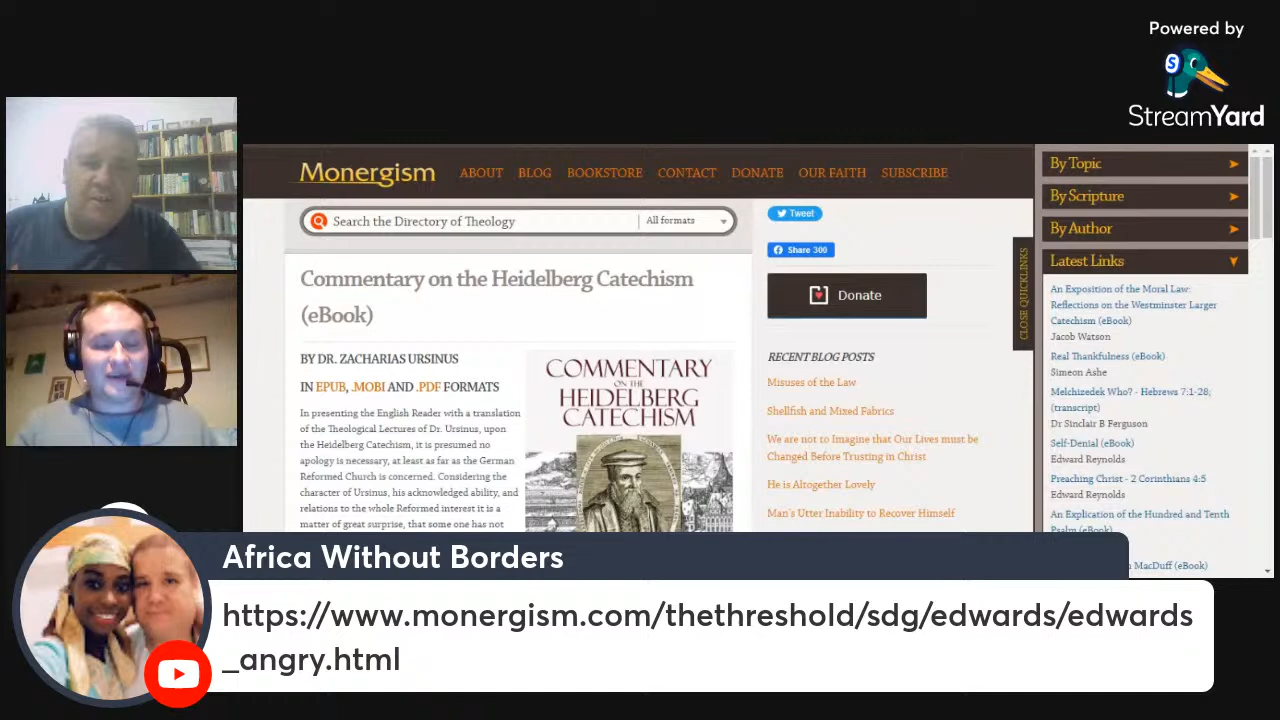 Powered by
StreamYard
Monergism
ABOUT BLOG BOOKSTORE CONTACT DONATE OUR FAITH SUBSCRIBE
Search the Directory of Theology
All formats
Commentary on the Heidelberg Catechism
(eBook)
BY DR. ZACHARIAS URSINUS
IN EPUB, .MOBI AND .PDF FORMATS
In presenting the English Reader with a translation
of the Theological Lectures of Dr. Ursinus, upon
the Heidelberg Catechism, it is presumed no
apology is necessary, at least as far as the German
Reformed Church is concerned. Considering the
character of Ursinus, his acknowledged ability, and
relations to the whole Reformed interest it is a
matter of great surprise, that some one has not
COMMENTARY
ON THE
HEIDELBERG
CATECHISM
Tweet
Share 300
Donate
RECENT BLOG POSTS
Misuses of the Law
Shellfish and Mixed Fabrics
We are not to Imagine that Our Lives must be
Changed Before Trusting in Christ
He is Altogether Lovely
Man's Utter Inability to Recover Himself
CLOSE QUICKLINKS
By Topic
By Scripture
By Author
Latest Links
An Exposition of the Moral Law:
Reflections on the Westminster Larger
Catechism (eBook)
Jacob Watson
Real Thankfulness (eBook)
Simeon Ashe
Melchizedek Who? - Hebrews 7:1-28;
(transcript)
Dr Sinclair B Ferguson
Self-Denial (eBook)
Edward Reynolds
Preaching Christ - 2 Corinthians 4:5
Edward Reynolds
An Explication of the Hundred and Tenth
Psalm (eBook)
MacDuff (eBook)
Africa Without Borders
https://www.monergism.com/thethreshold/sdg/edwards/edwards
_angry.html